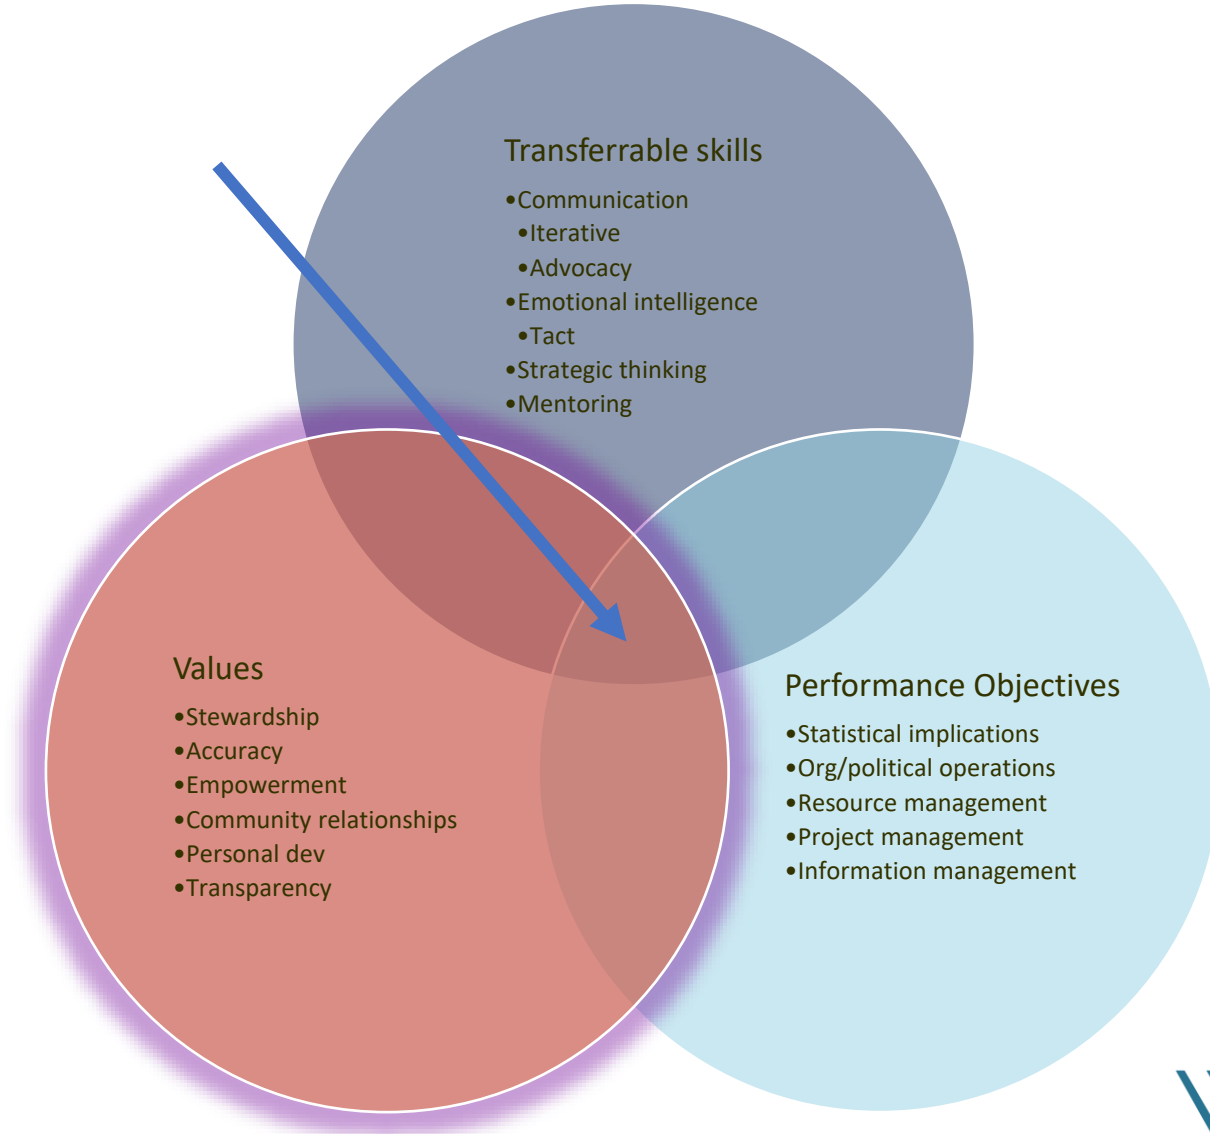 Transferrable skills
•Communication
•Iterative
•Advocacy
•Emotional intelligence
•Tact
•Strategic thinking
•Mentoring
Values
•Stewardship
•Accuracy
•Empowerment
•Community relationships
•Personal dev
•Transparency
Performance Objectives
•Statistical implications
•Org/political operations
•Resource management
•Project management
•Information management